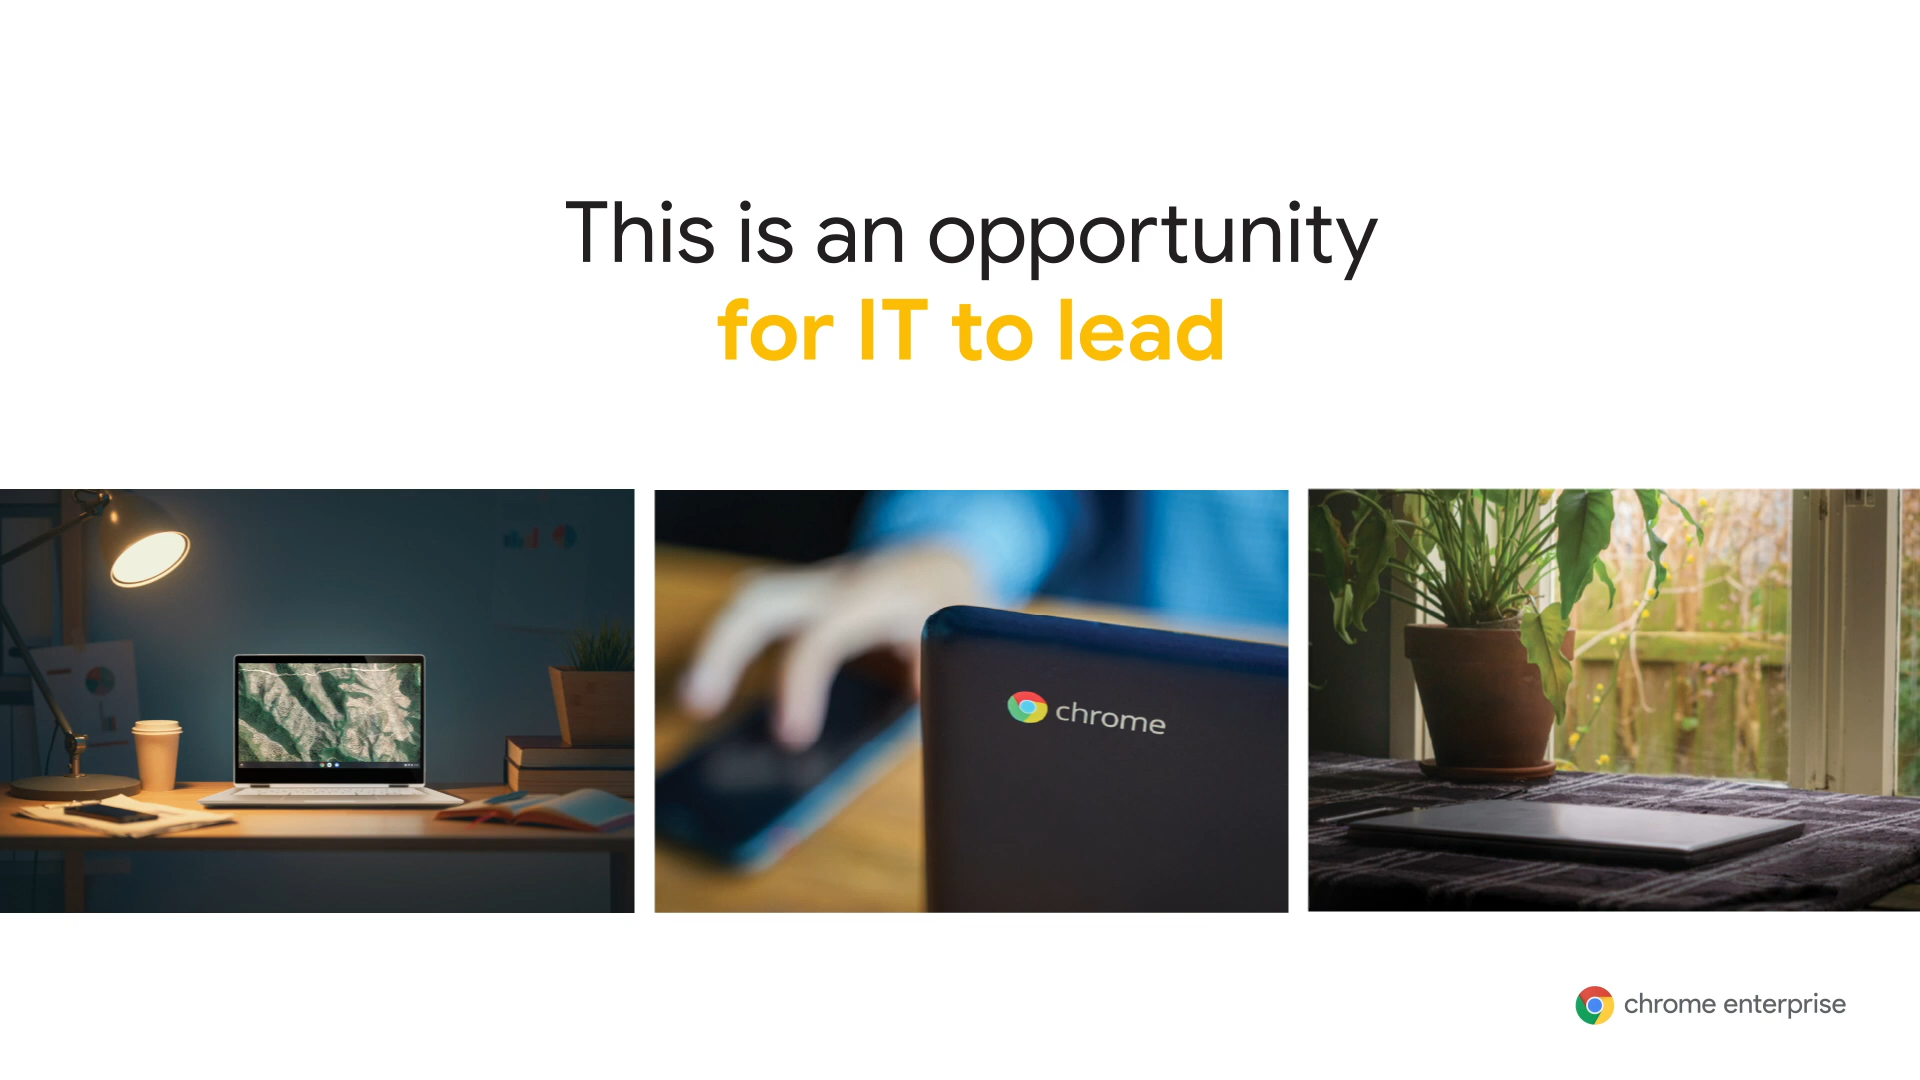 This is an opportunity
for IT to lead
chrome
chrome enterprise